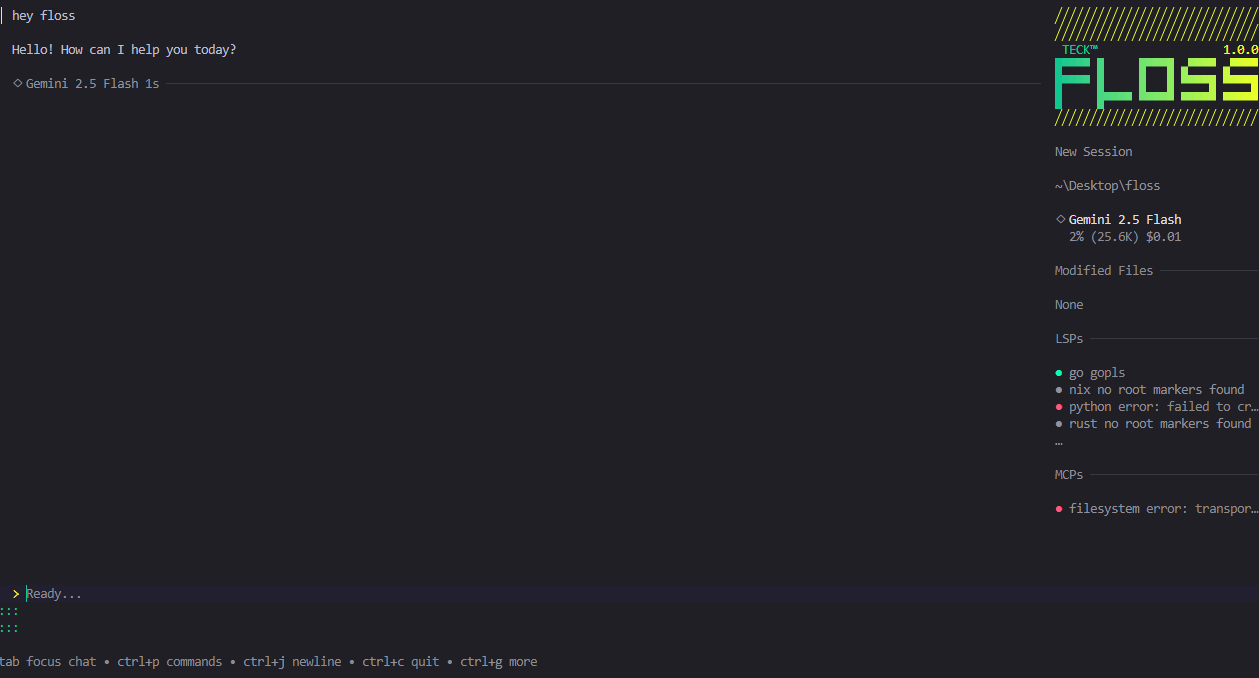 hey floss
Hello! How can I help you today?
◇ Gemini 2.5 Flash 1s
TECK™ 1.0.0
FLOSS
New Session
~\Desktop\floss
◇ Gemini 2.5 Flash
2% (25.6K) $0.01
Modified Files
None
LSPs
● go gopls
● nix no root markers found
● python error: failed to cr…
● rust no root markers found
…
MCPs
● filesystem error: transpor…
> Ready...
:::
:::
tab focus chat • ctrl+p commands • ctrl+j newline • ctrl+c quit • ctrl+g more